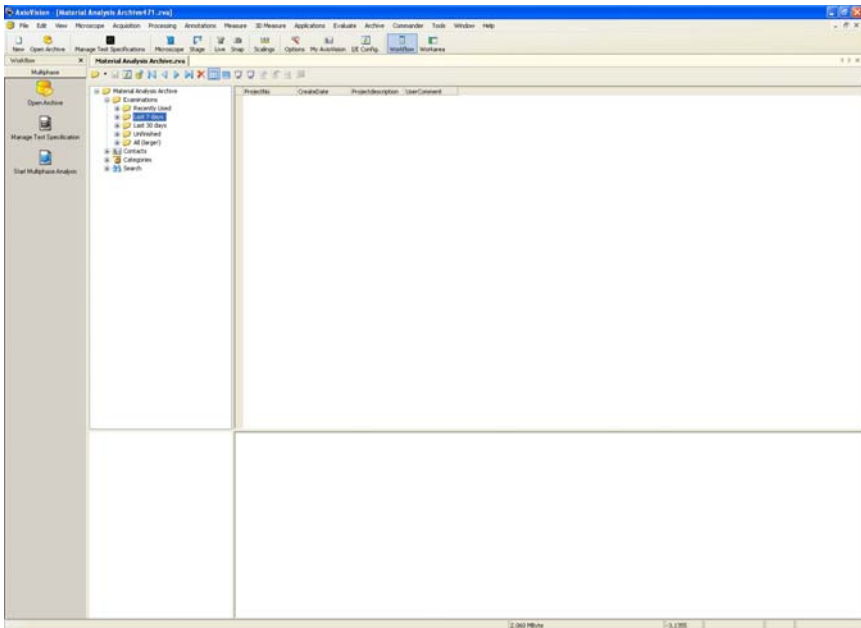 AxioVision - [Material Analysis Archive471.zva]
File Edit View Microscope Acquisition Processing Annotations Measure 3D-Measure Applications Evaluate Archive Commander Tools Window Help
New Open Archive Manage Test Specifications Microscope Stage Live Snap Scalings Options My AxioVision I/E Config. Workflow Workarea
Workflow
Material Analysis Archive.zva
Multiphase
Open Archive
Manage Test Specification
Start Multiphase Analysis
Material Analysis Archive
Examinations
Recently Used
Last 7 days
Last 30 days
Unfinished
All (larger)
Contacts
Categories
Search
ProjectNo CreateDate Projectdescription UserComment
2.060 MByte